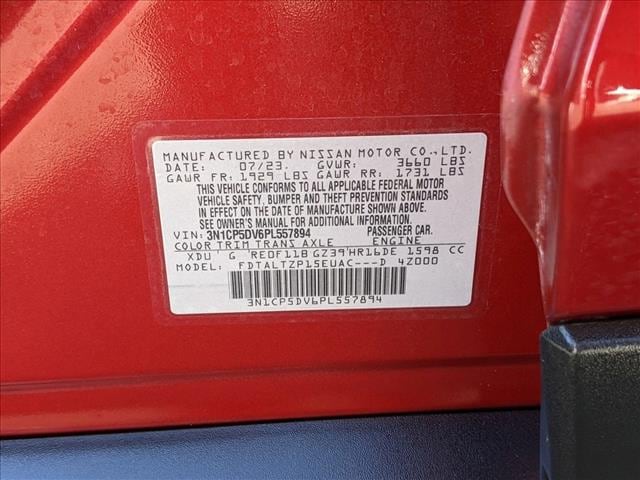 MANUFACTURED BY NISSAN MOTOR CO.,LTD.
DATE: 07/23. GVWR: 3660 LBS
GAWR FR: 1929 LBS GAWR RR: 1731 LBS
THIS VEHICLE CONFORMS TO ALL APPLICABLE FEDERAL MOTOR
VEHICLE SAFETY, BUMPER AND THEFT PREVENTION STANDARDS
IN EFFECT ON THE DATE OF MANUFACTURE SHOWN ABOVE.
SEE OWNER'S MANUAL FOR ADDITIONAL INFORMATION.
VIN: 3N1CP5DV6PL557894 PASSENGER CAR.
COLOR TRIM TRANS AXLE ENGINE
XDU G RE0F11B GZ39 HR16DE 1598 CC
MODEL: FDTALTZP15EUAC---D 4Z000
3N1CP5DV6PL557894